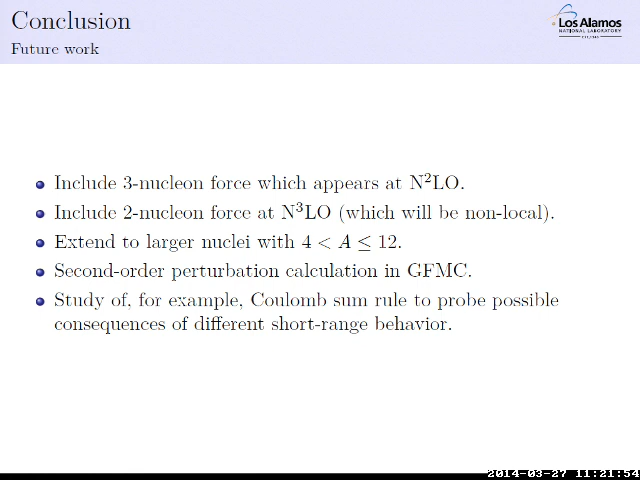 Conclusion
Future work
Los Alamos
NATIONAL LABORATORY
Include 3-nucleon force which appears at N²LO.
Include 2-nucleon force at N³LO (which will be non-local).
Extend to larger nuclei with 4 < A ≤ 12.
Second-order perturbation calculation in GFMC.
Study of, for example, Coulomb sum rule to probe possible
consequences of different short-range behavior.
2014-03-27 11:21:54